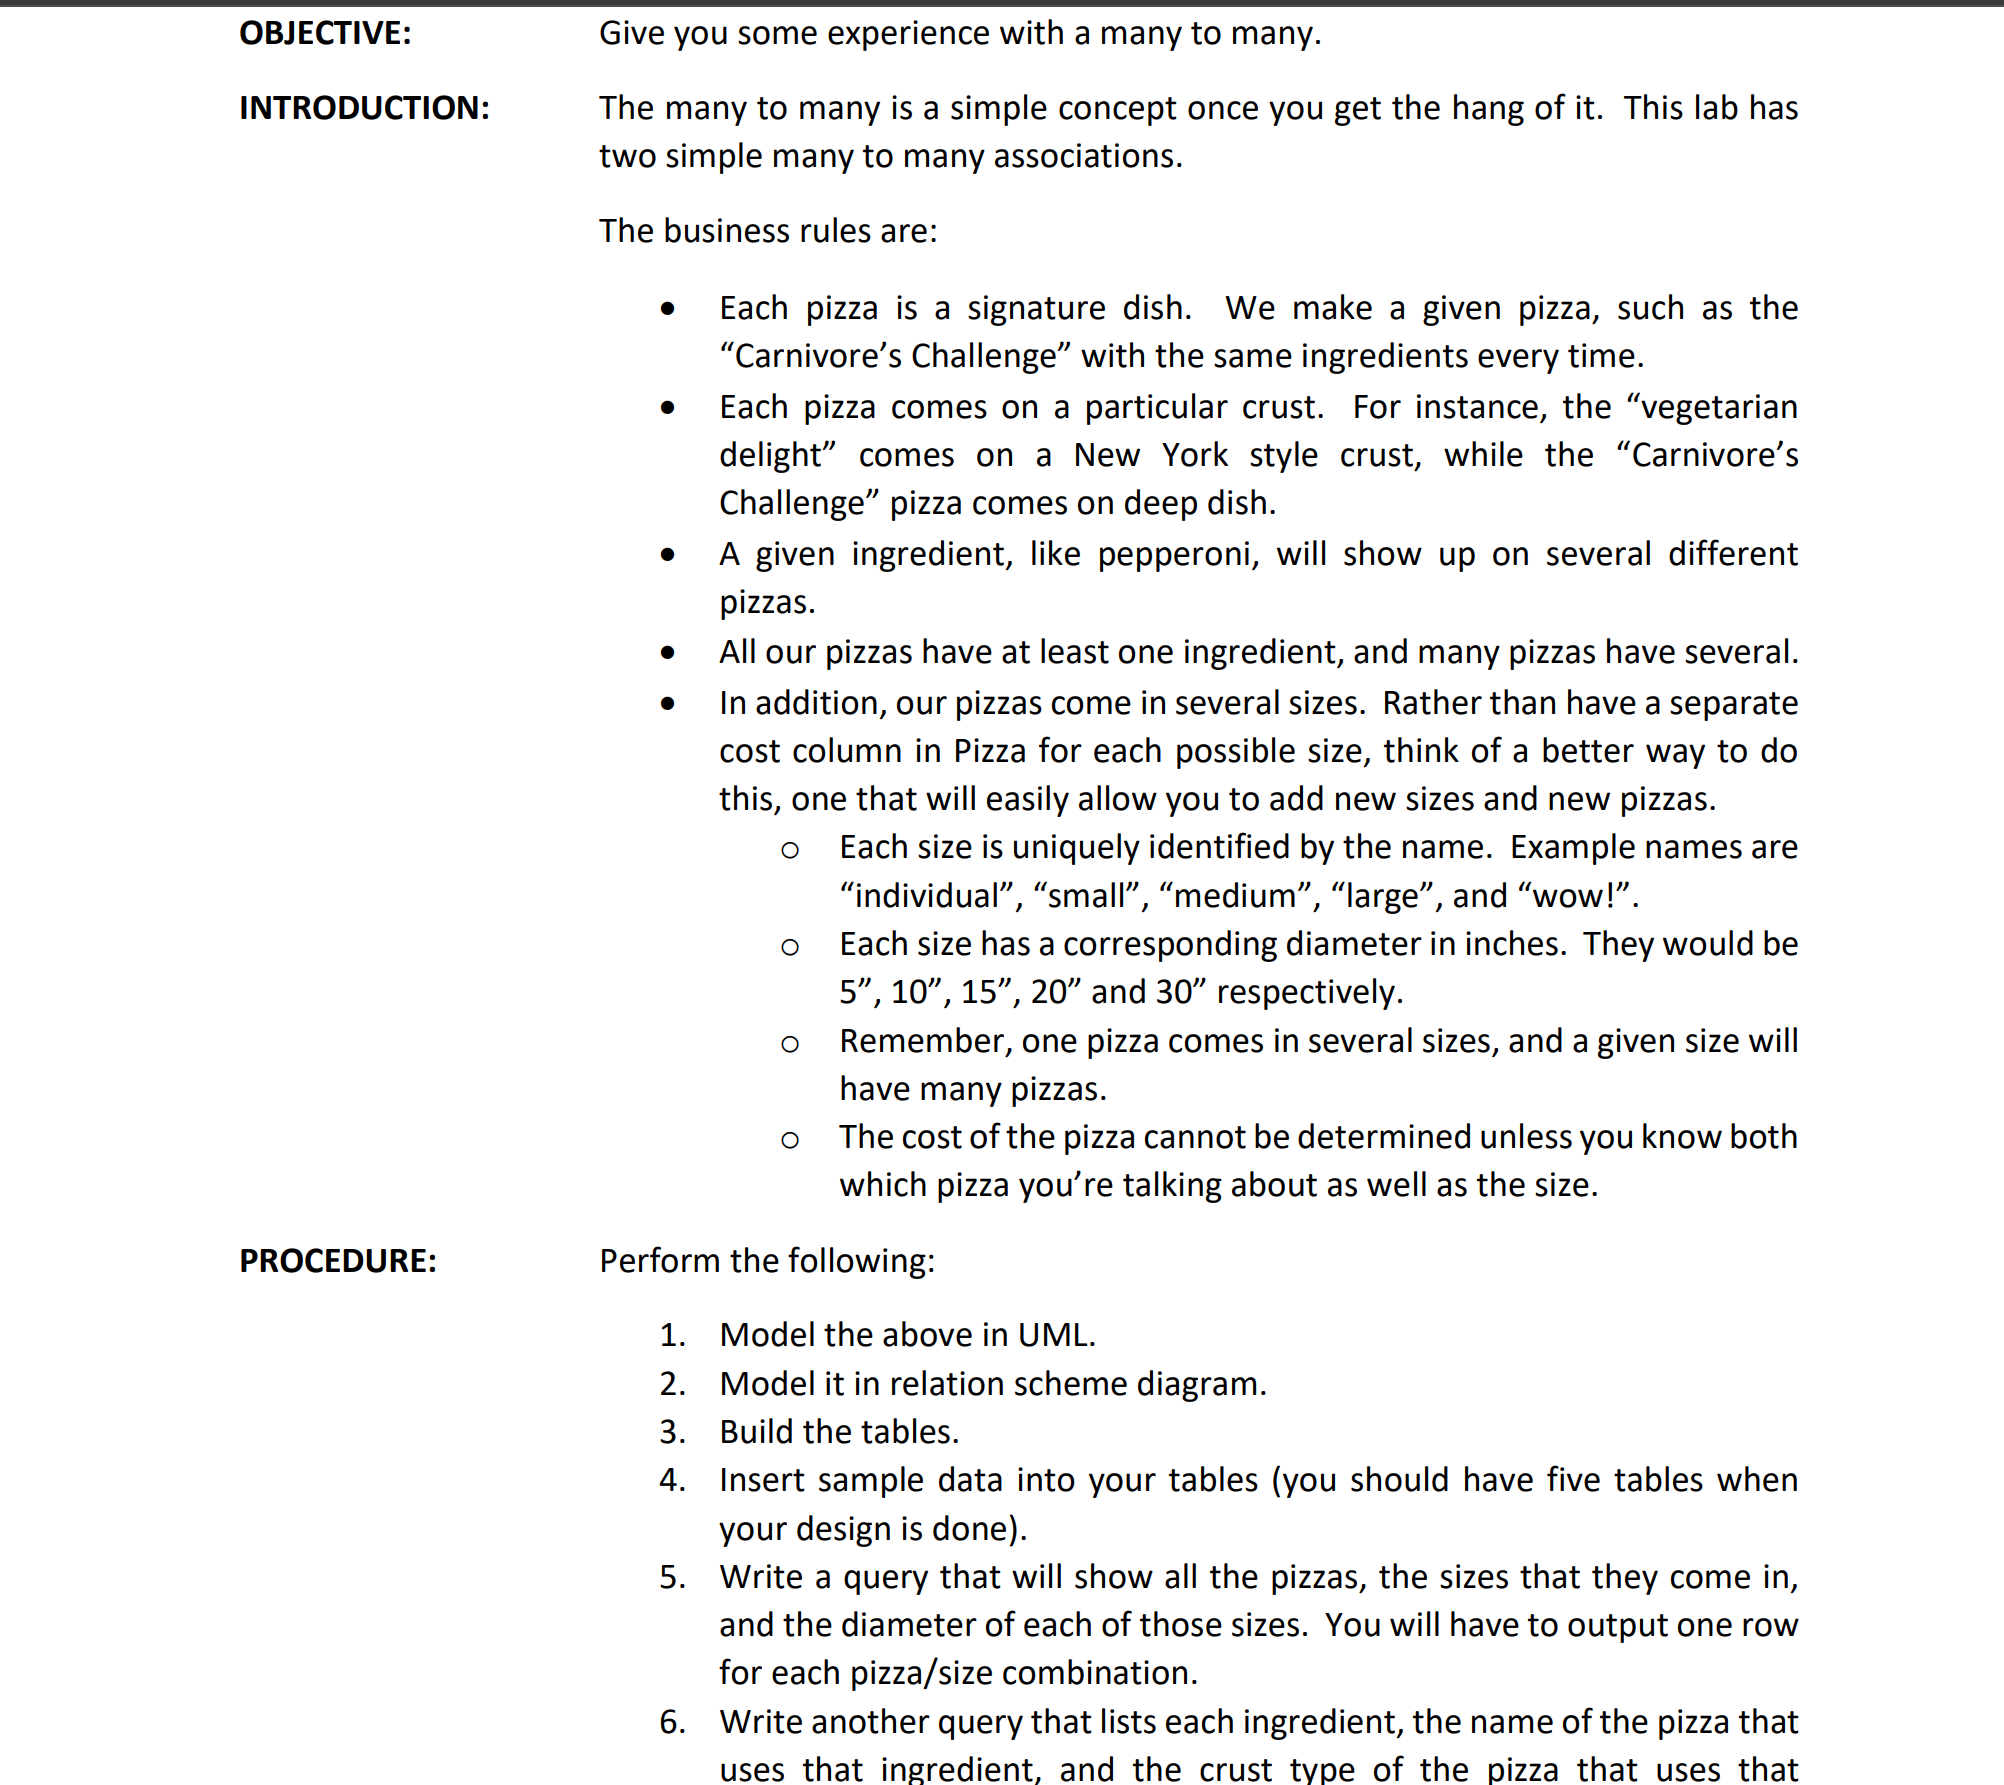 OBJECTIVE: Give you some experience with a many to many.
INTRODUCTION: The many to many is a simple concept once you get the hang of it. This lab has
two simple many to many associations.
The business rules are:
• Each pizza is a signature dish. We make a given pizza, such as the
“Carnivore’s Challenge” with the same ingredients every time.
• Each pizza comes on a particular crust. For instance, the “vegetarian
delight” comes on a New York style crust, while the “Carnivore’s
Challenge” pizza comes on deep dish.
• A given ingredient, like pepperoni, will show up on several different
pizzas.
• All our pizzas have at least one ingredient, and many pizzas have several.
• In addition, our pizzas come in several sizes. Rather than have a separate
cost column in Pizza for each possible size, think of a better way to do
this, one that will easily allow you to add new sizes and new pizzas.
o Each size is uniquely identified by the name. Example names are
“individual”, “small”, “medium”, “large”, and “wow!”.
o Each size has a corresponding diameter in inches. They would be
5”, 10”, 15”, 20” and 30” respectively.
o Remember, one pizza comes in several sizes, and a given size will
have many pizzas.
o The cost of the pizza cannot be determined unless you know both
which pizza you’re talking about as well as the size.
PROCEDURE: Perform the following:
1. Model the above in UML.
2. Model it in relation scheme diagram.
3. Build the tables.
4. Insert sample data into your tables (you should have five tables when
your design is done).
5. Write a query that will show all the pizzas, the sizes that they come in,
and the diameter of each of those sizes. You will have to output one row
for each pizza/size combination.
6. Write another query that lists each ingredient, the name of the pizza that
uses that ingredient, and the crust type of the pizza that uses that